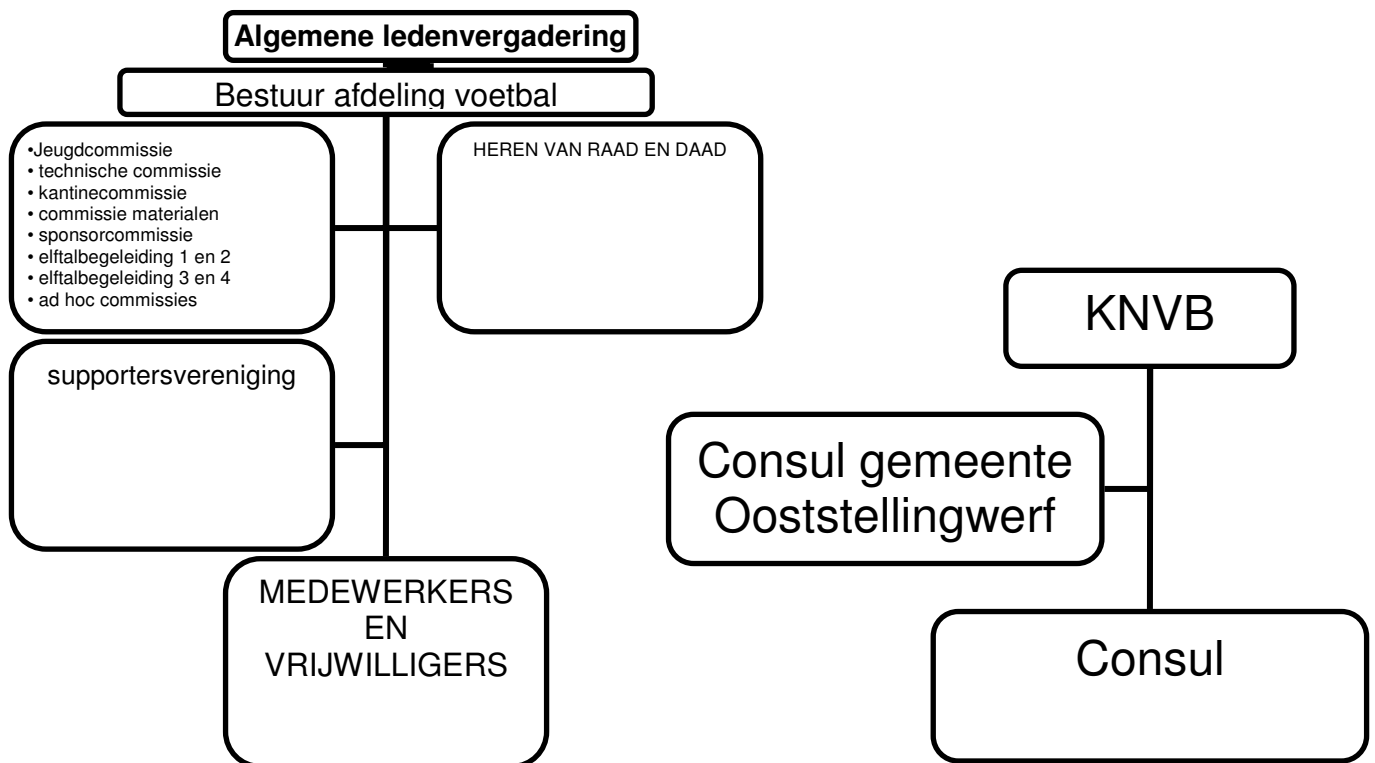 Algemene ledenvergadering
Bestuur afdeling voetbal
•Jeugdcommissie
• technische commissie
• kantinecommissie
• commissie materialen
• sponsorcommissie
• elftalbegeleiding 1 en 2
• elftalbegeleiding 3 en 4
• ad hoc commissies
HEREN VAN RAAD EN DAAD
supportersvereniging
MEDEWERKERS
EN
VRIJWILLIGERS
KNVB
Consul gemeente
Ooststellingwerf
Consul